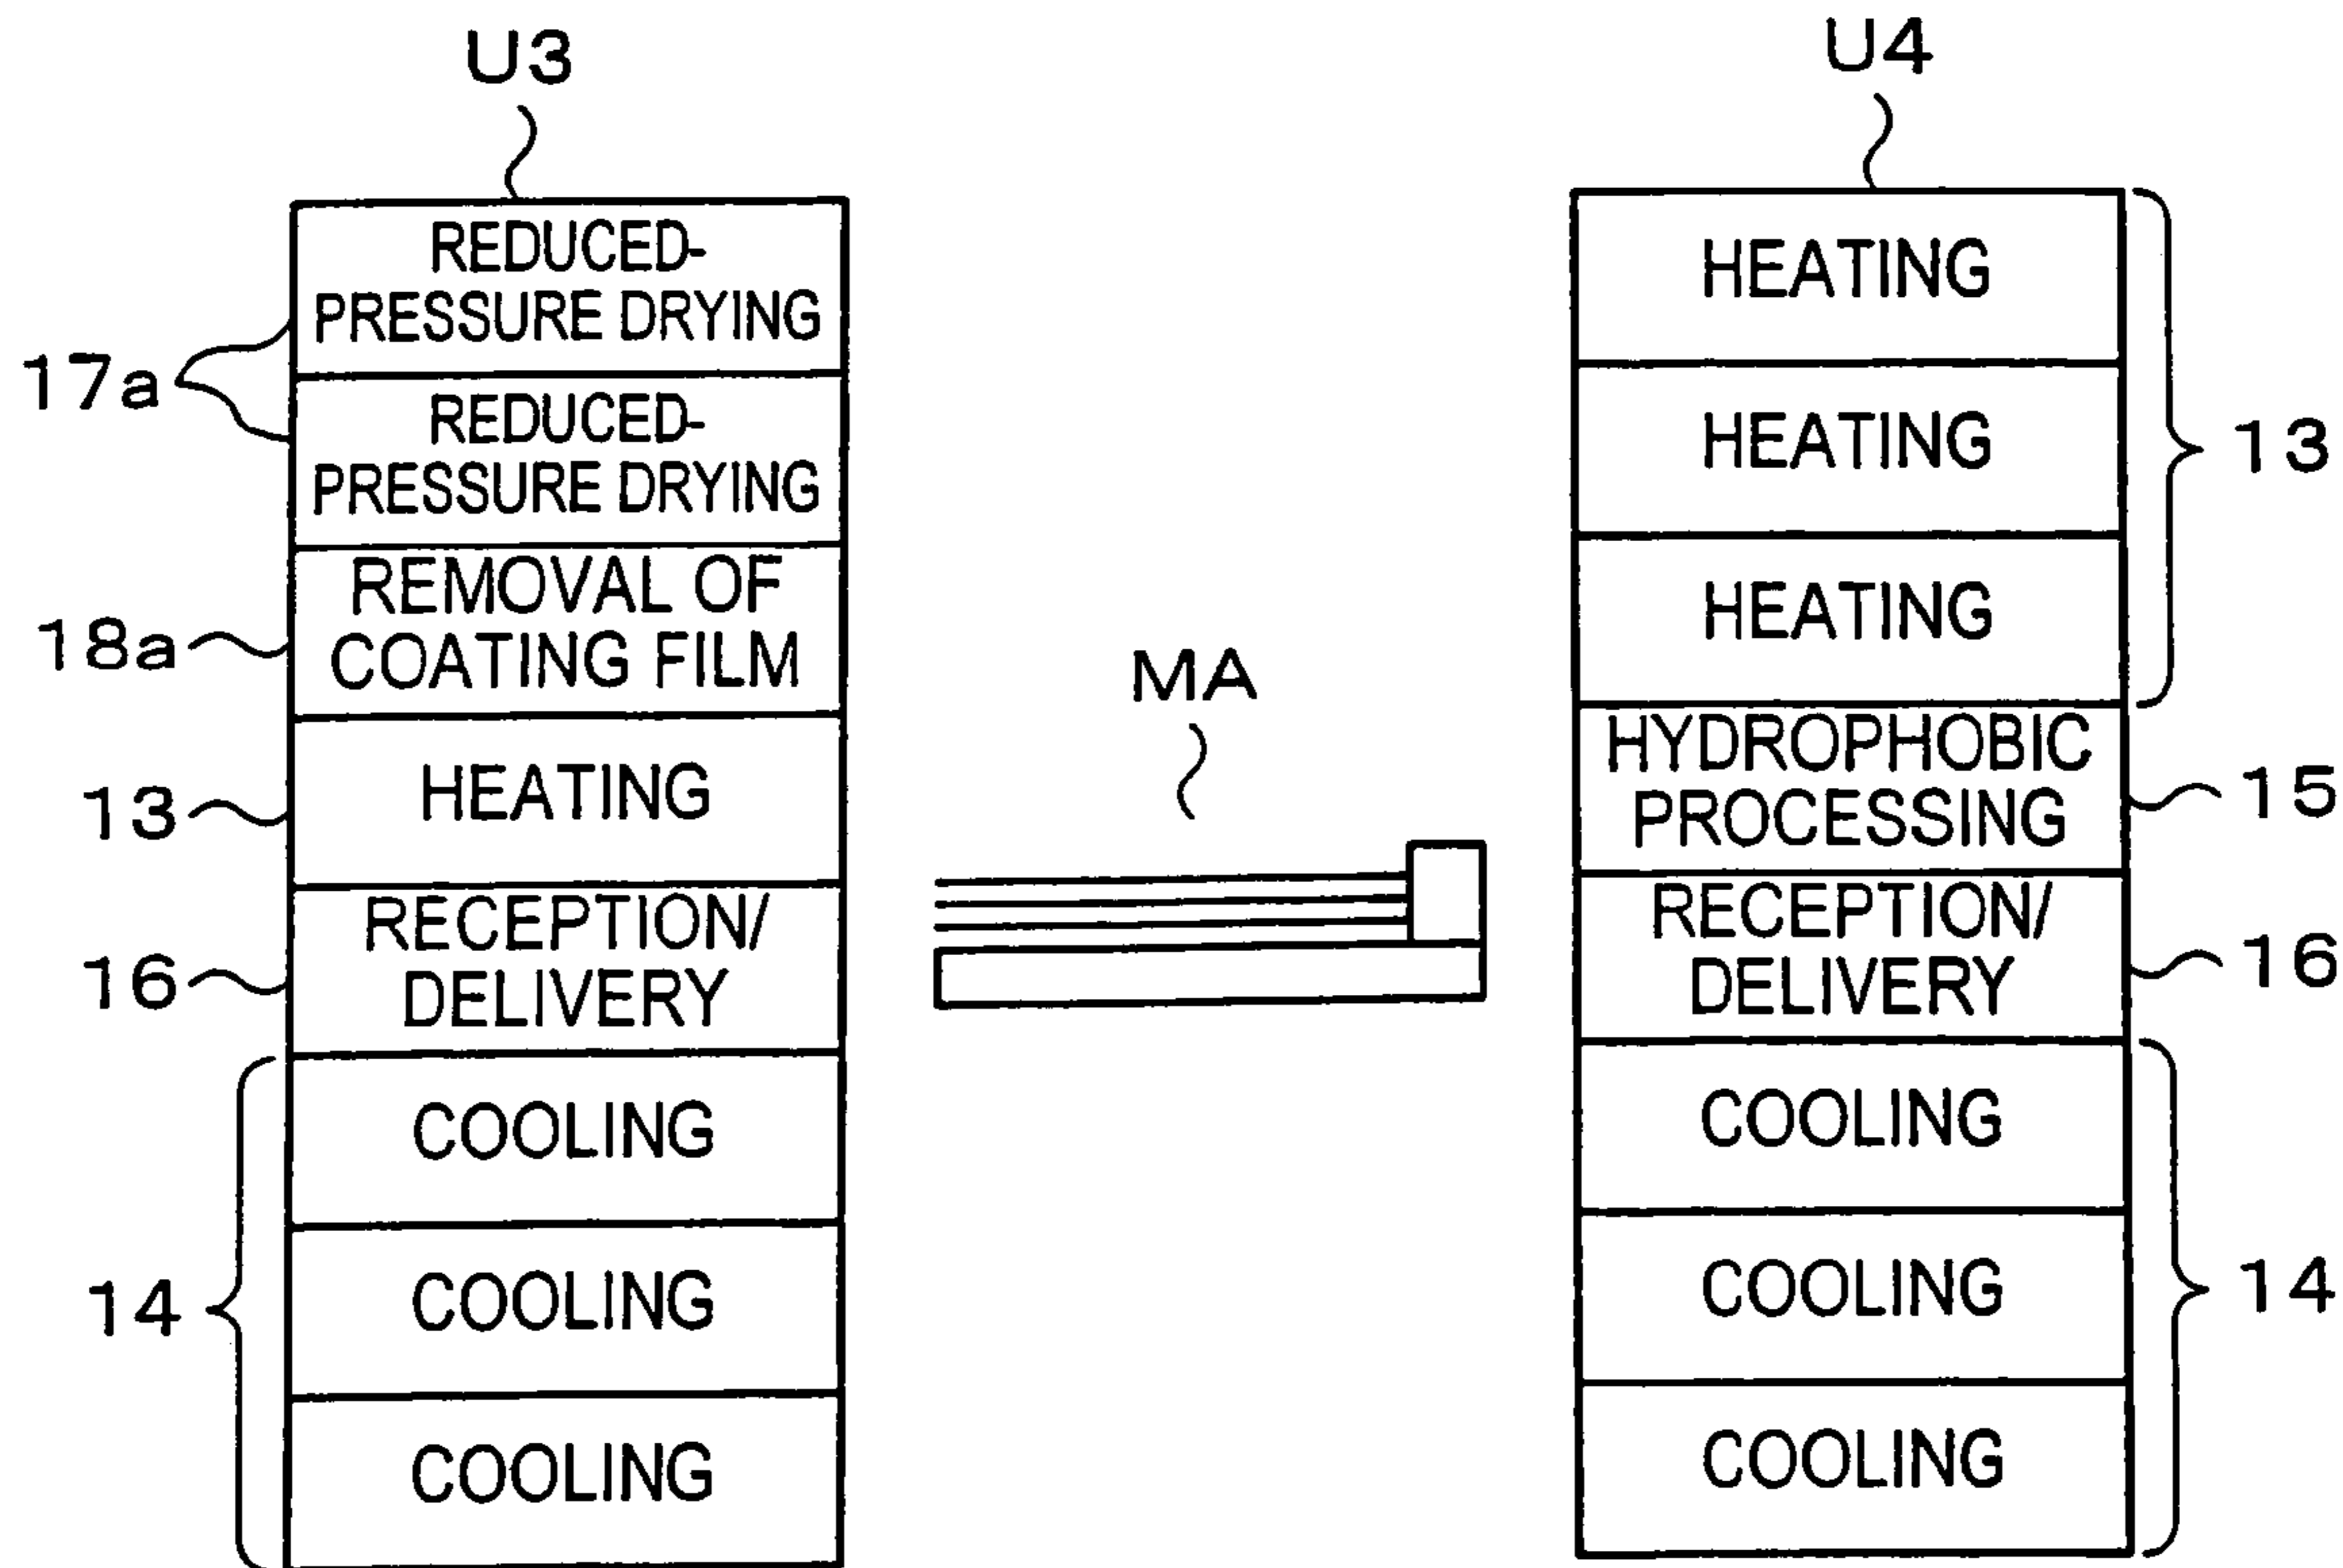 U3
REDUCED-
PRESSURE DRYING
REDUCED-
PRESSURE DRYING
17a
REMOVAL OF
COATING FILM
18a
HEATING
13
RECEPTION/
DELIVERY
16
COOLING
COOLING
COOLING
14
MA
U4
HEATING
HEATING
HEATING
13
HYDROPHOBIC
PROCESSING
15
RECEPTION/
DELIVERY
16
COOLING
COOLING
COOLING
14